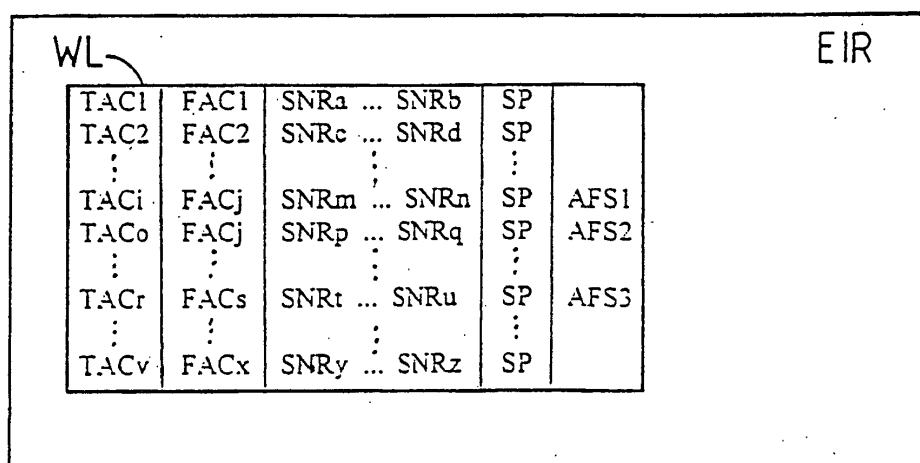 WL EIR
TAC1 FAC1 SNRa ... SNRb SP
TAC2 FAC2 SNRc ... SNRd SP
TACi FACj SNRm ... SNRn SP AFS1
TACo FACj SNRp ... SNRq SP AFS2
TACr FACs SNRt ... SNRu SP AFS3
TACv FACx SNRy ... SNRz SP